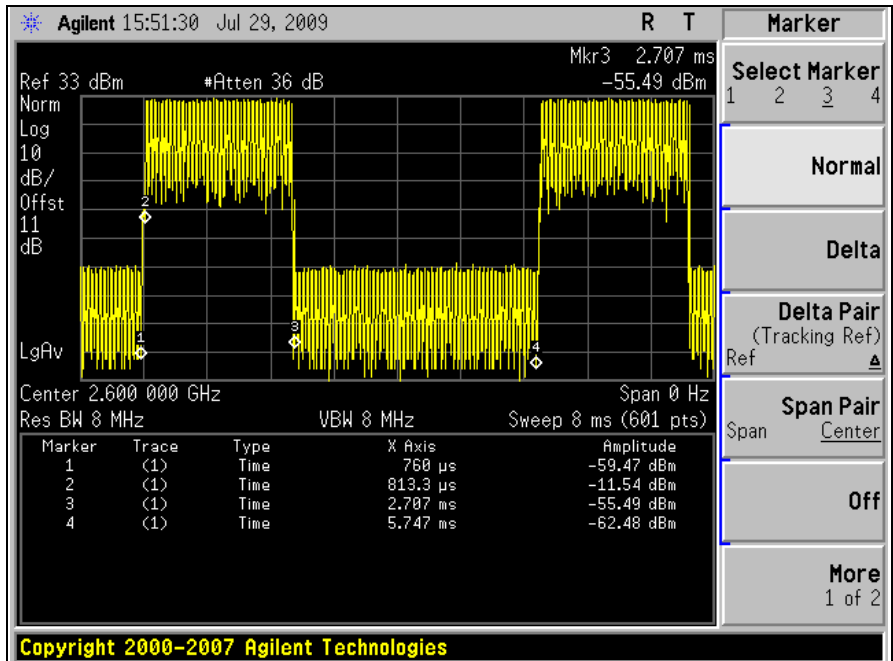 Agilent 15:51:30 Jul 29, 2009 R T
Mkr3 2.707 ms
Ref 33 dBm #Atten 36 dB -55.49 dBm
Norm
Log
10
dB/
Offst
11
dB
LgAv
2
1
3
4
Center 2.600 000 GHz Span 0 Hz
Res BW 8 MHz VBW 8 MHz Sweep 8 ms (601 pts)
Marker Trace Type X Axis Amplitude
1 (1) Time 760 µs -59.47 dBm
2 (1) Time 813.3 µs -11.54 dBm
3 (1) Time 2.707 ms -55.49 dBm
4 (1) Time 5.747 ms -62.48 dBm
Copyright 2000-2007 Agilent Technologies
Marker
Select Marker
1 2 3 4
Normal
Delta
Delta Pair
(Tracking Ref)
Ref Δ
Span Pair
Span Center
Off
More
1 of 2